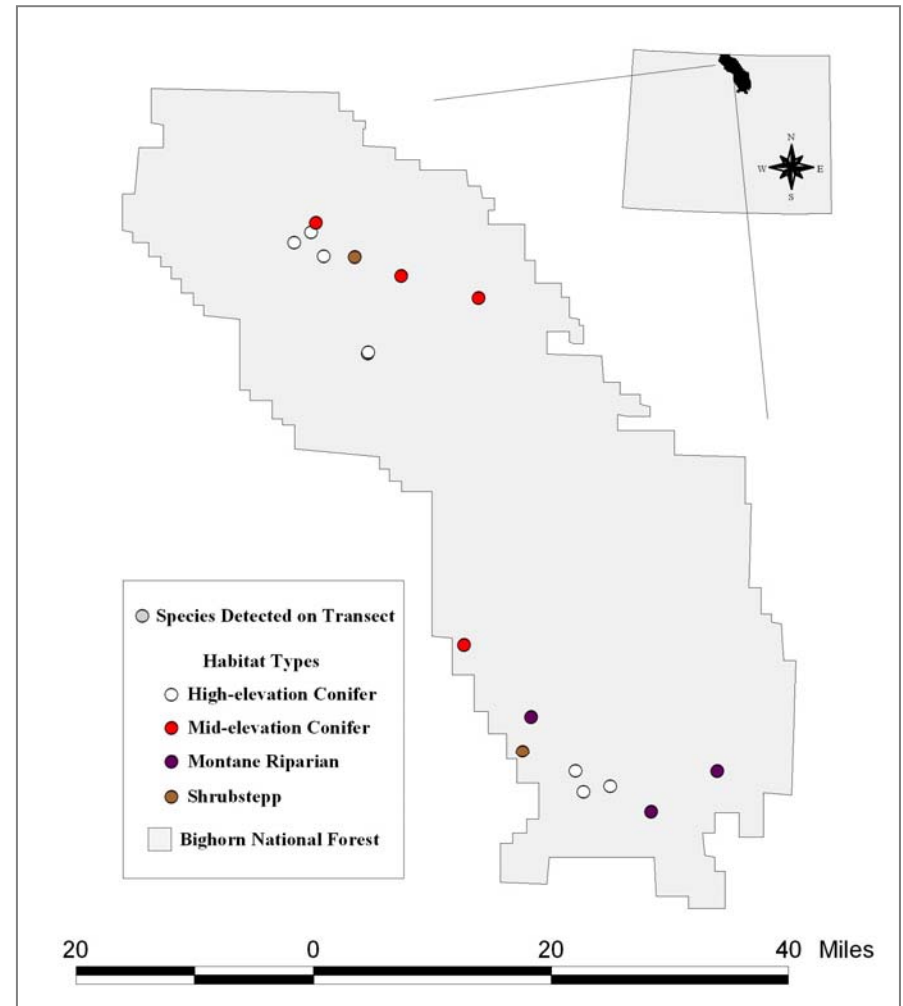 N
W E
S
Species Detected on Transect
Habitat Types
High-elevation Conifer
Mid-elevation Conifer
Montane Riparian
Shrubstepp
Bighorn National Forest
20 0 20 40 Miles